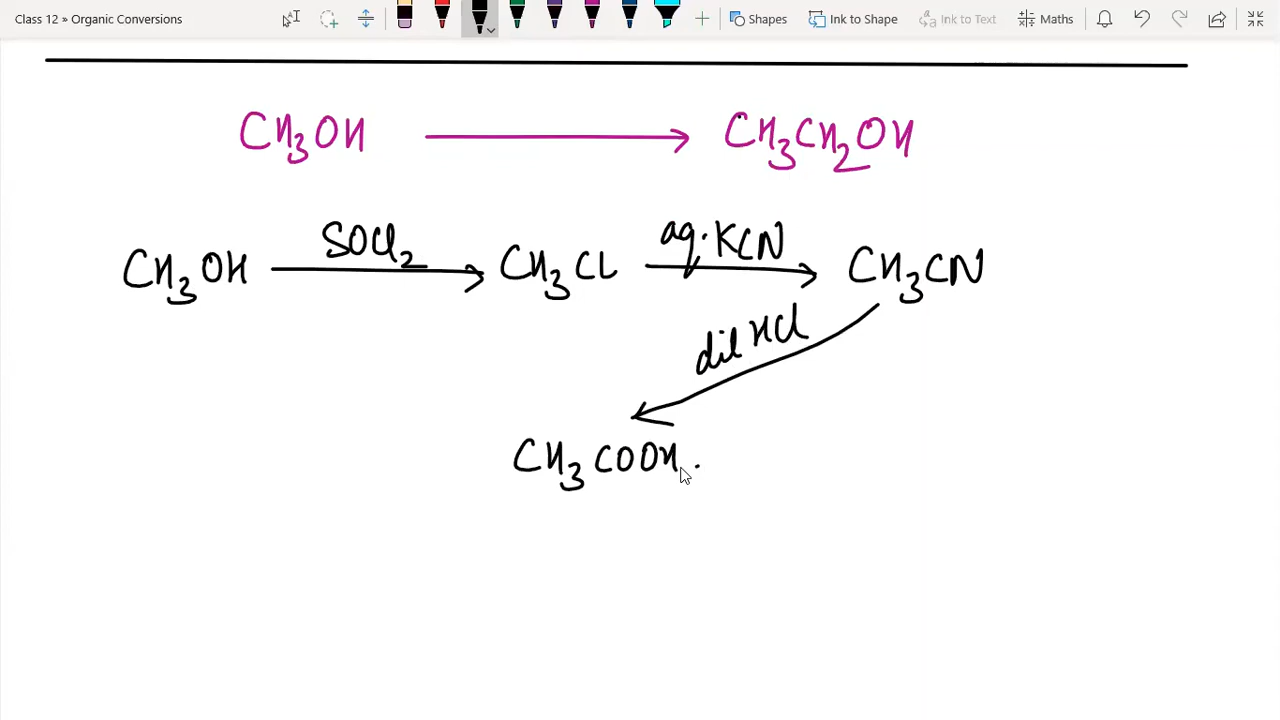 Class 12 » Organic Conversions
Shapes
Ink to Shape
Ink to Text
Maths
CH3OH ⟶ CH3CH2OH
CH3OH ⟶ SOCl2 CH3Cl ⟶ aq. KCN CH3CN
dil HCl
CH3COOH.